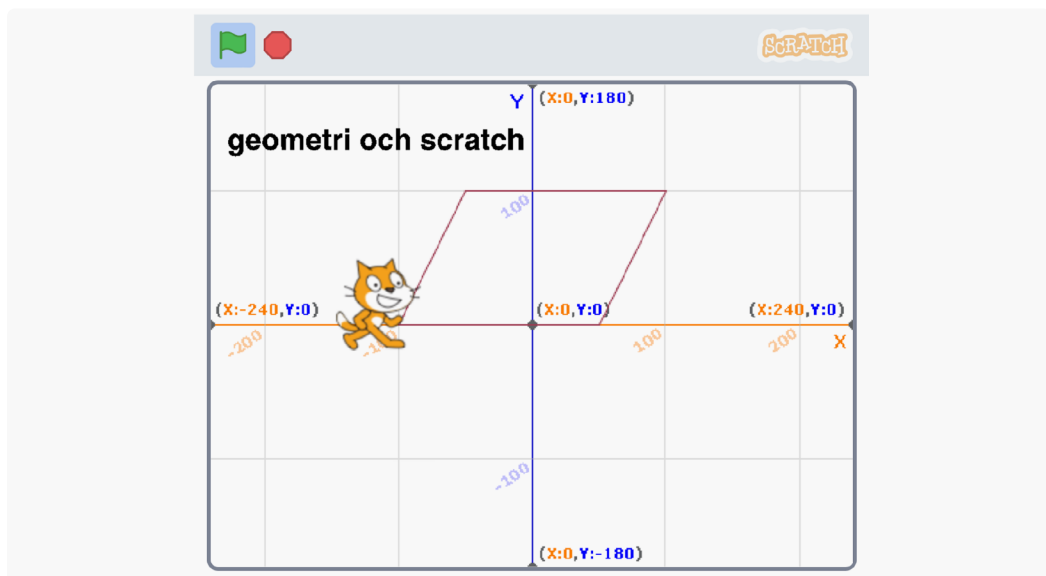 SCRATCH
Y (X:0,Y:180)
geometri och scratch
100
(X:-240,Y:0) (X:0,Y:0) (X:240,Y:0)
-200 -100 100 200 X
-100
(X:0,Y:-180)